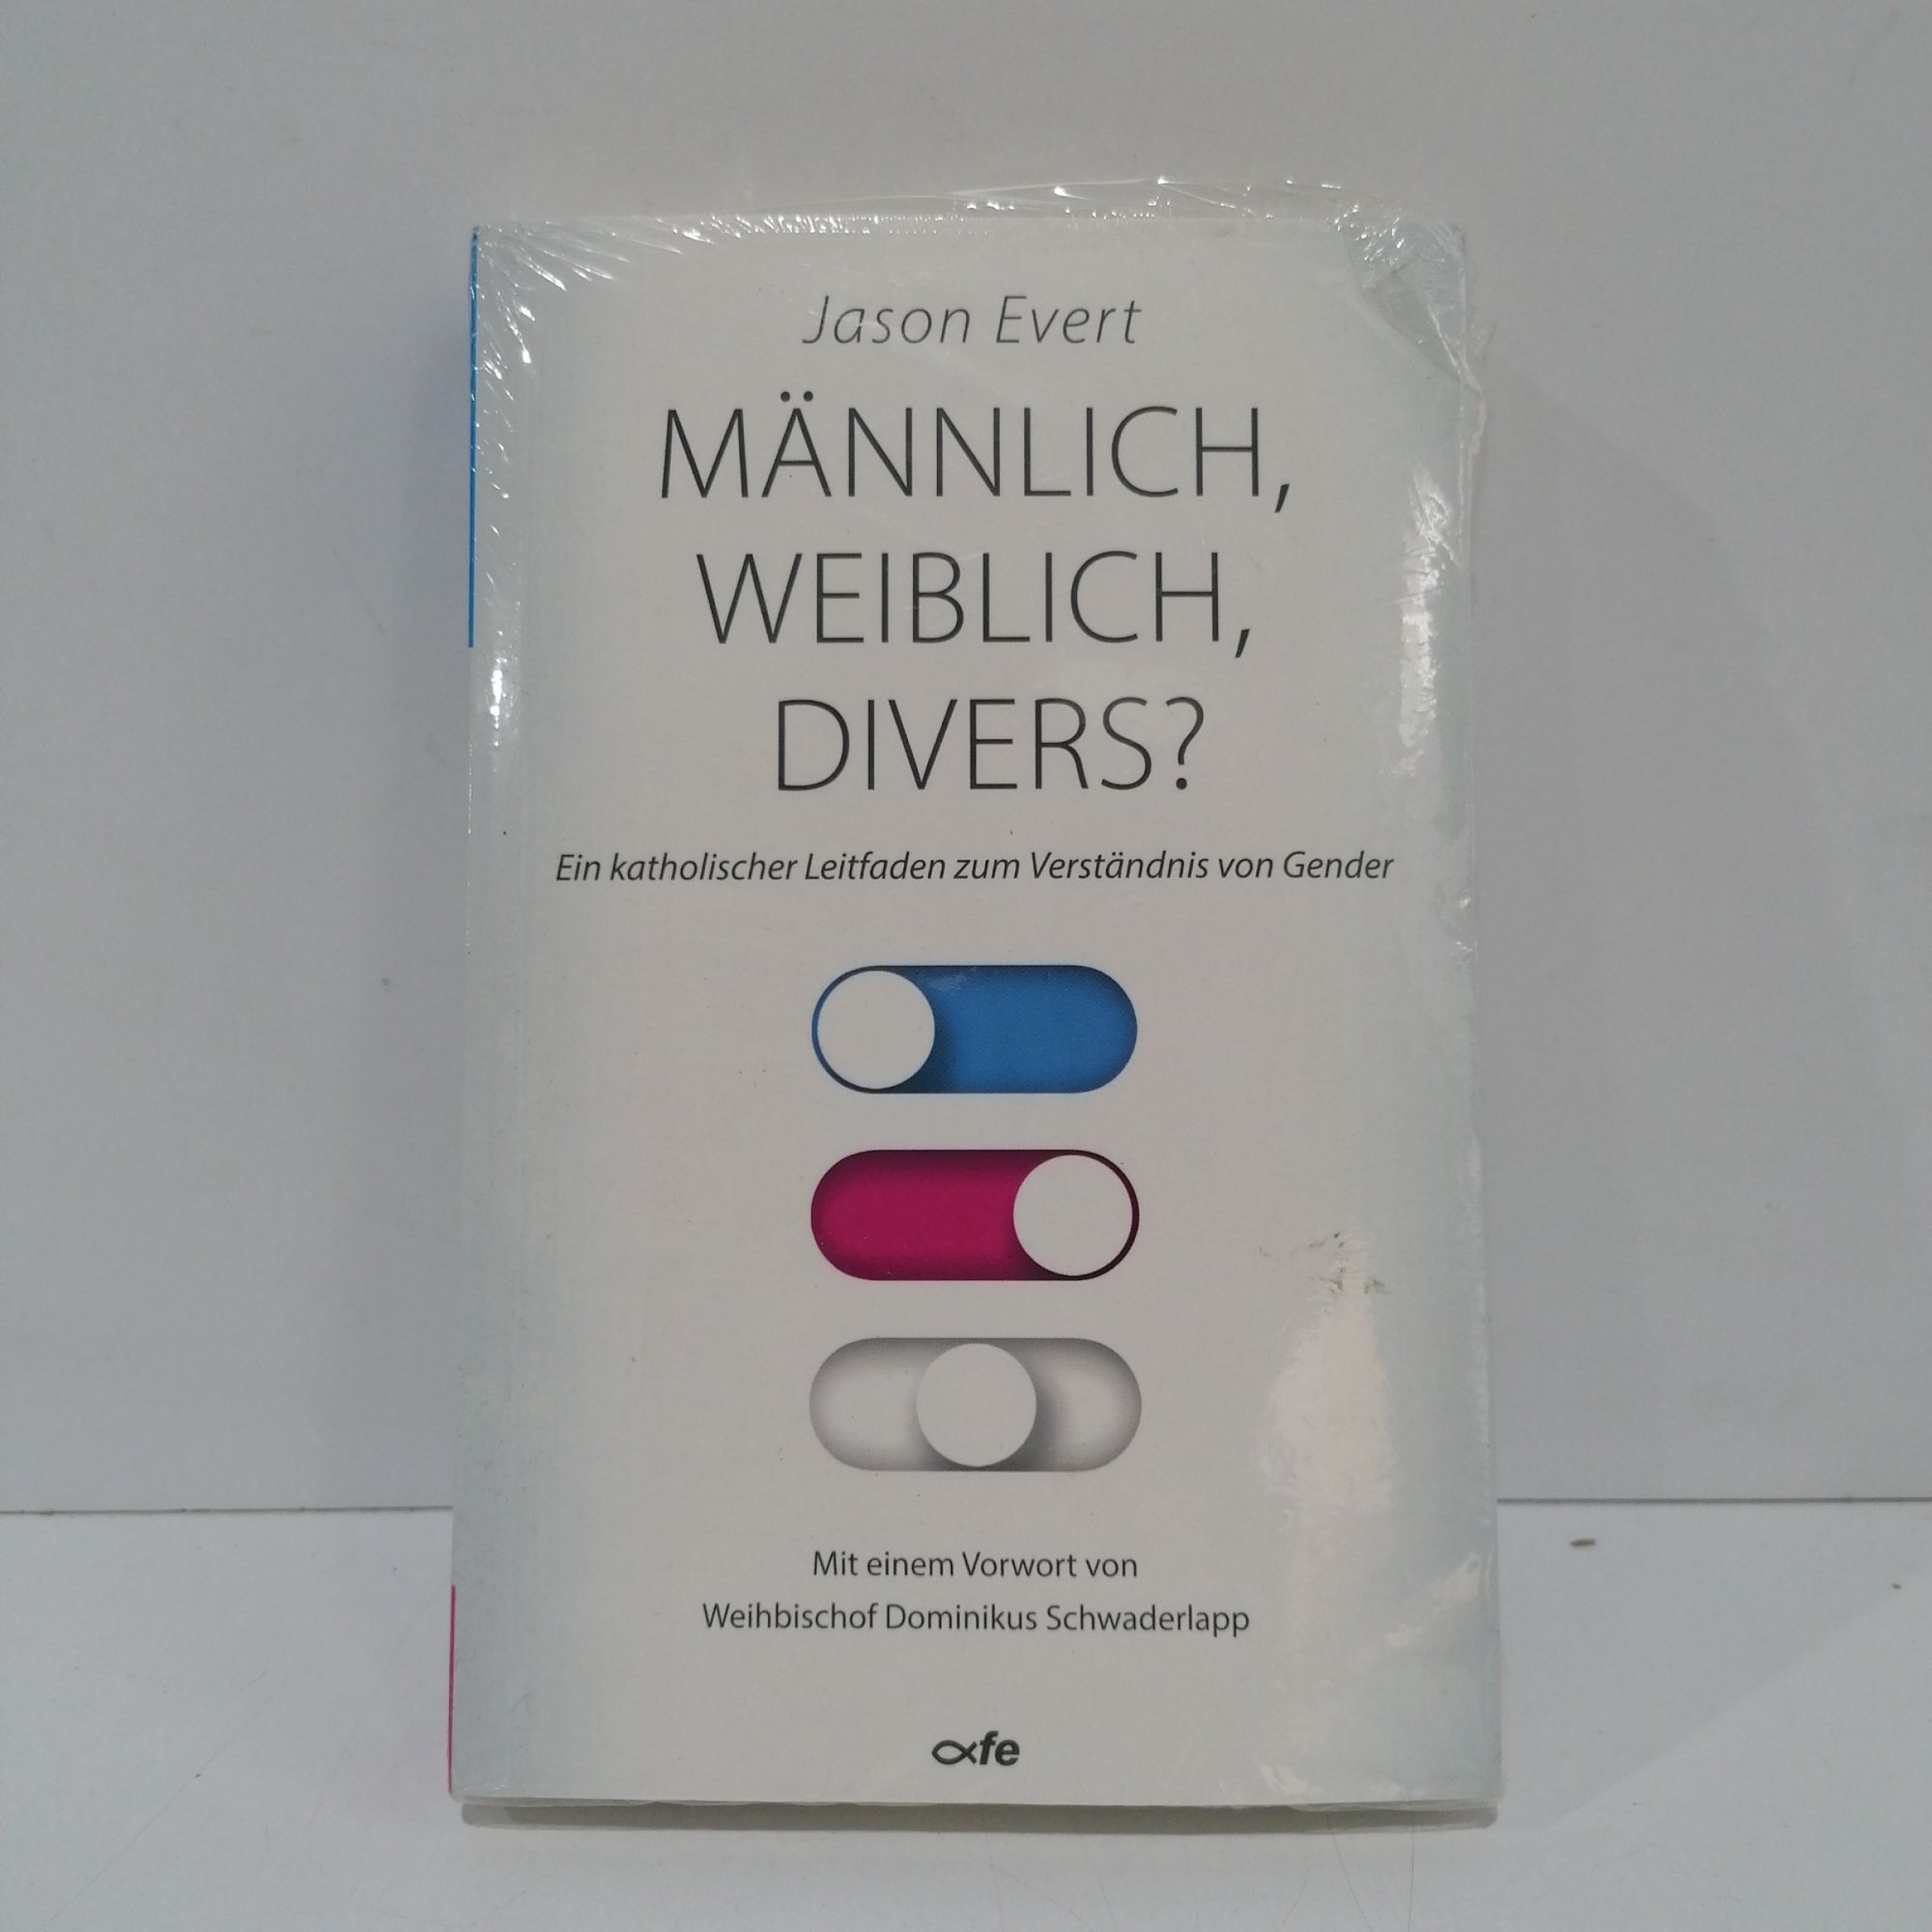 Jason Evert
MÄNNLICH,
WEIBLICH,
DIVERS?
Ein katholischer Leitfaden zum Verständnis von Gender
Mit einem Vorwort von
Weihbischof Dominikus Schwaderlapp
fe